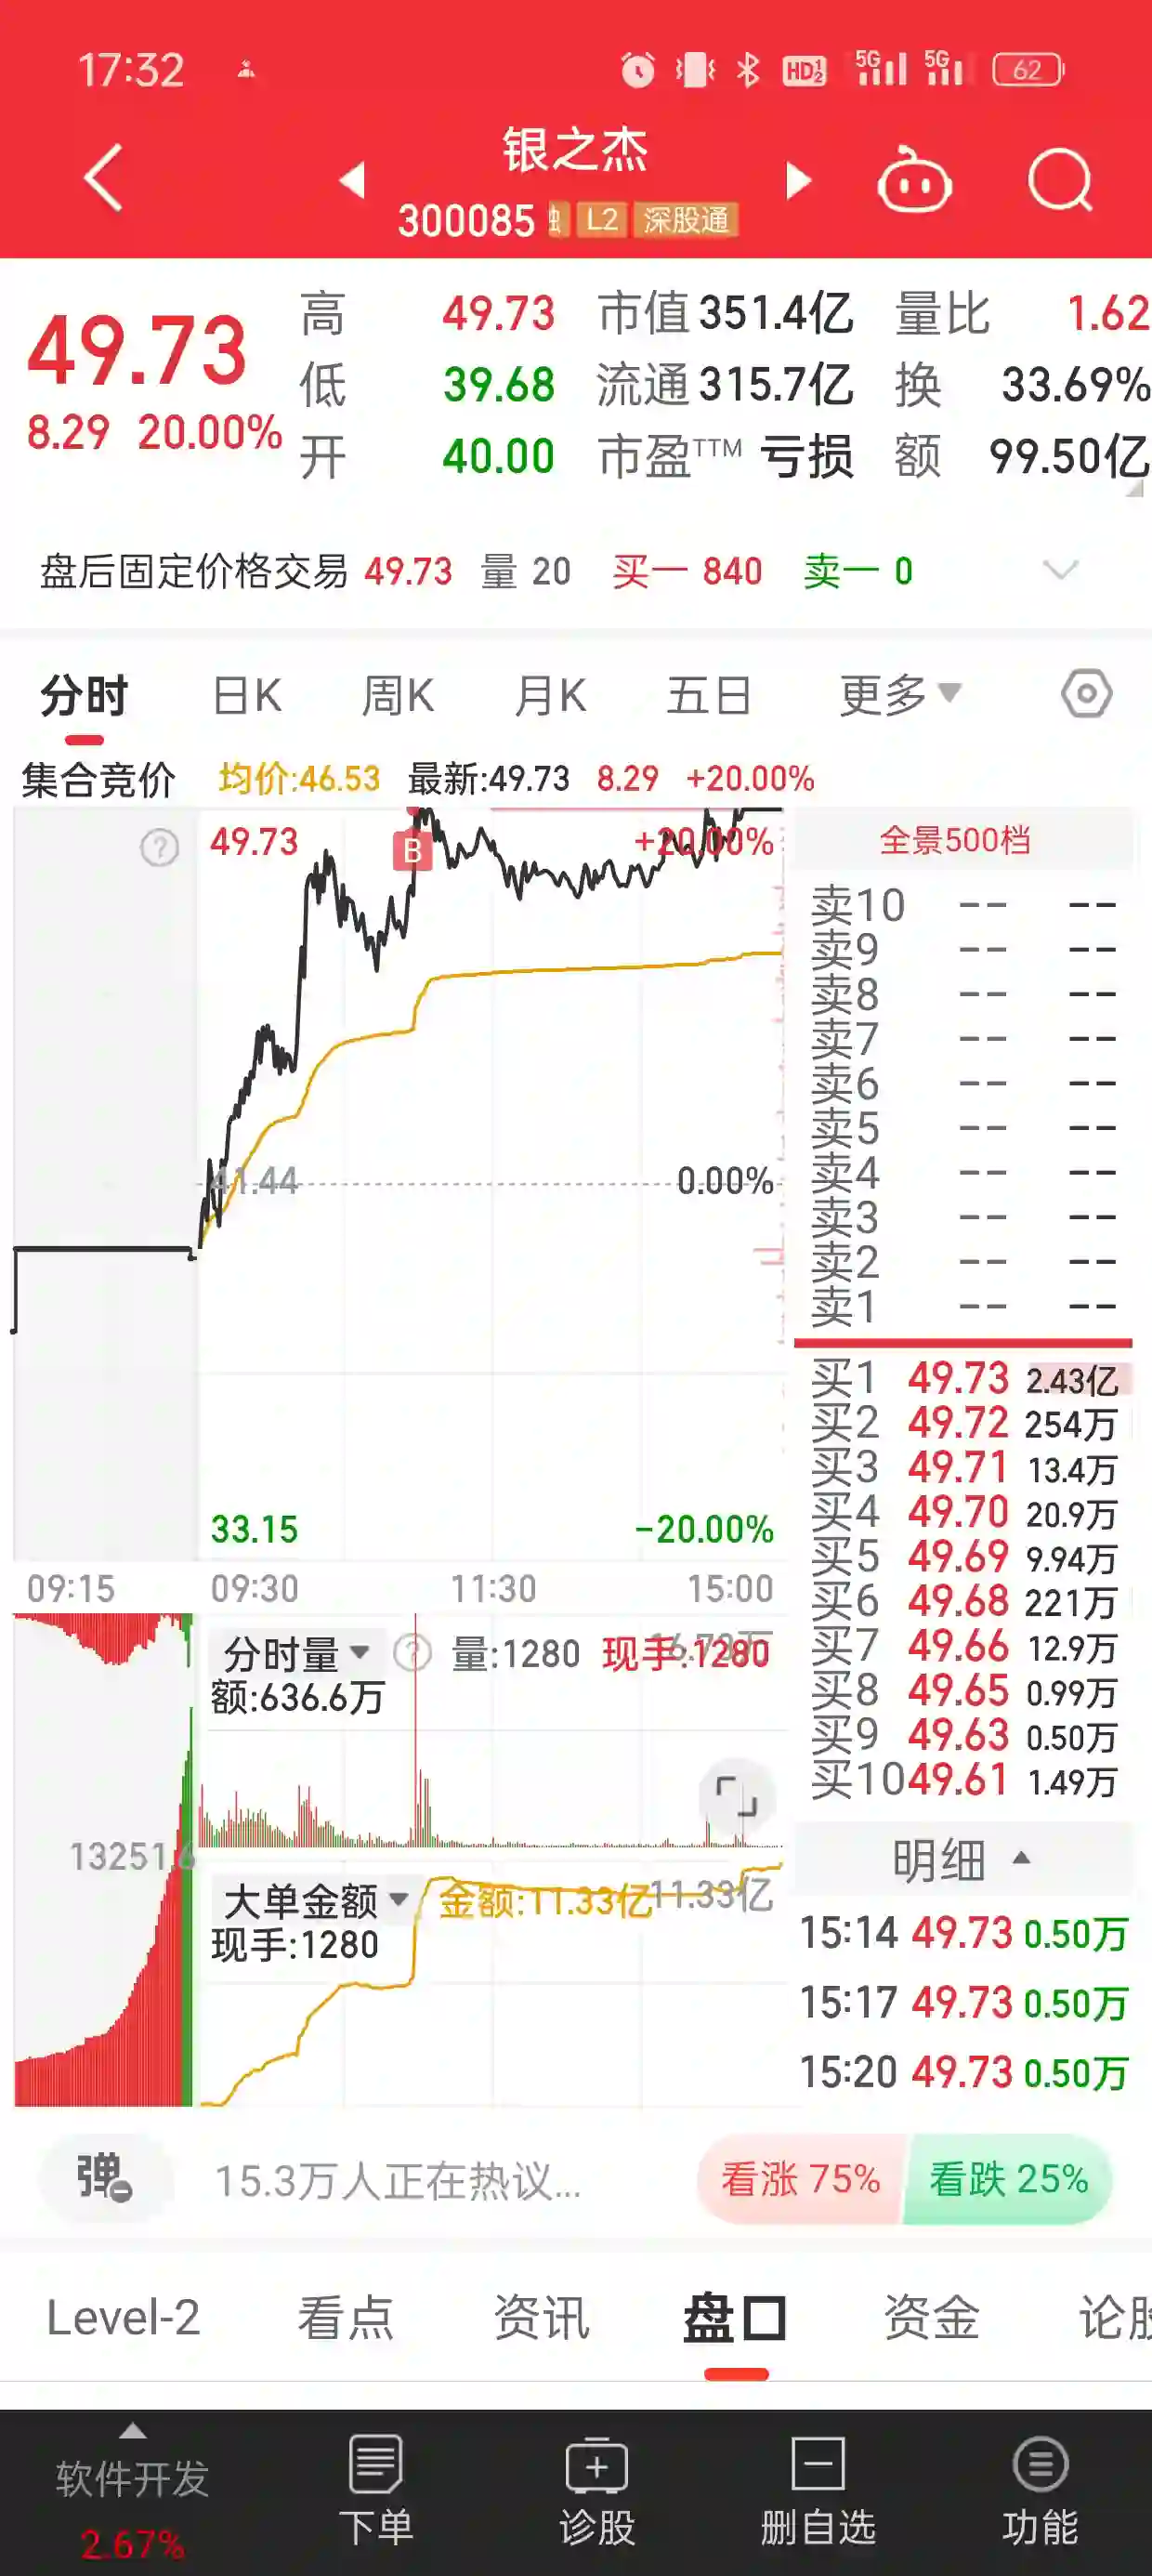 17:32 HD 1 2 5G 5G 62
银之杰
300085 L2 深股通
49.73
8.29 20.00%
高 49.73 市值 351.4亿 量比 1.62
低 39.68 流通 315.7亿 换 33.69%
开 40.00 市盈TTM 亏损 额 99.50亿
盘后固定价格交易 49.73 量 20 买一 840 卖一 0
分时 日K 周K 月K 五日 更多
集合竞价 均价:46.53 最新:49.73 8.29 +20.00%
? 49.73 B +20.00%
41.44 0.00%
33.15 -20.00%
09:15 09:30 11:30 15:00
分时量 ? 量:1280 现手:1280
额:636.6万
13251.6
大单金额 金额:11.33亿 11.33亿
现手:1280
全景500档
卖10 -- --
卖9 -- --
卖8 -- --
卖7 -- --
卖6 -- --
卖5 -- --
卖4 -- --
卖3 -- --
卖2 -- --
卖1 -- --
买1 49.73 2.43亿
买2 49.72 254万
买3 49.71 13.4万
买4 49.70 20.9万
买5 49.69 9.94万
买6 49.68 221万
买7 49.66 12.9万
买8 49.65 0.99万
买9 49.63 0.50万
买10 49.61 1.49万
明细
15:14 49.73 0.50万
15:17 49.73 0.50万
15:20 49.73 0.50万
弹 15.3万人正在热议... 看涨 75% 看跌 25%
Level-2 看点 资讯 盘口 资金 论股
软件开发 下单 诊股 删自选 功能
2.67%